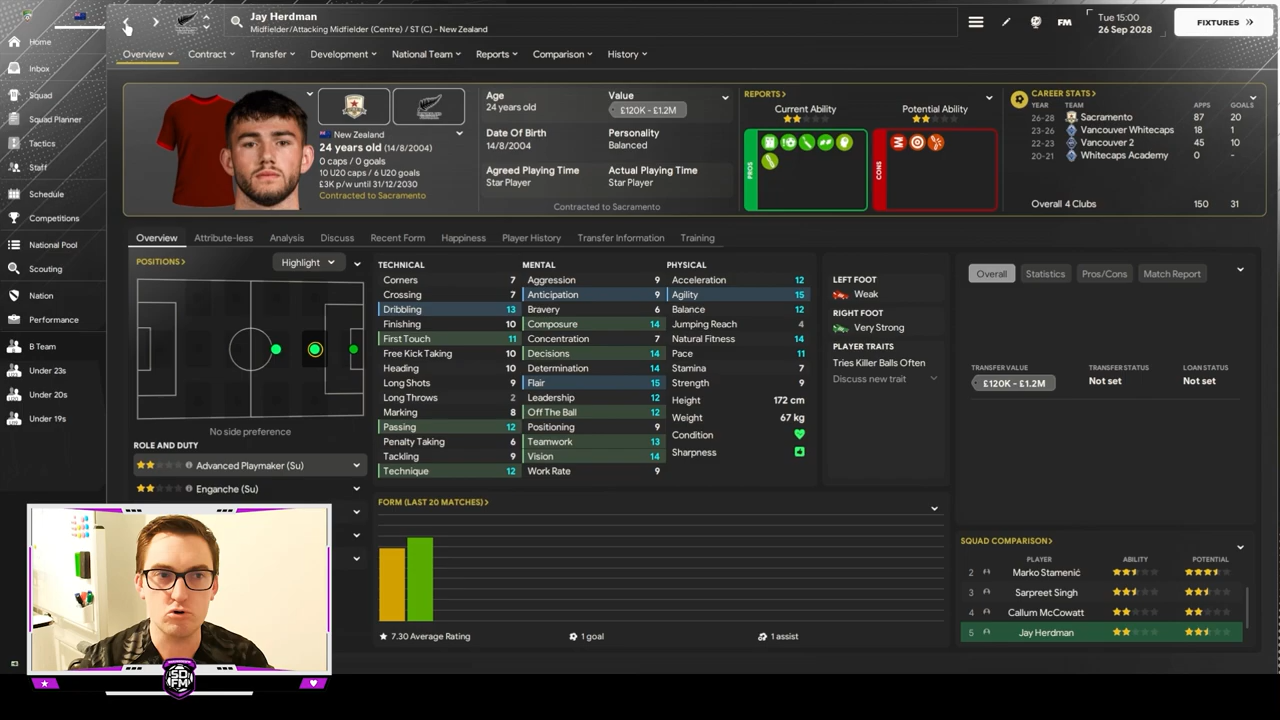 Jay Herdman
Midfielder/Attacking Midfielder (Centre) / ST (C) - New Zealand
FM
Tue 15:00
26 Sep 2028
FIXTURES
Home
Inbox
Squad
Squad Planner
Tactics
Staff
Schedule
Competitions
National Pool
Scouting
Nation
Performance
B Team
Under 23s
Under 20s
Under 19s
Overview
Contract
Transfer
Development
National Team
Reports
Comparison
History
New Zealand
24 years old (14/8/2004)
0 caps / 0 goals
10 U20 caps / 6 U20 goals
£3K p/w until 31/12/2030
Contracted to Sacramento
Age
24 years old
Value
£120K - £1.2M
Date Of Birth
14/8/2004
Personality
Balanced
Agreed Playing Time
Star Player
Actual Playing Time
Star Player
Contracted to Sacramento
REPORTS >
Current Ability
Potential Ability
PROS
CONS
CAREER STATS >
YEAR TEAM APPS GOALS
26-28 Sacramento 87 20
23-26 Vancouver Whitecaps 18 1
22-23 Vancouver 2 45 10
20-21 Whitecaps Academy 0 -
Overall 4 Clubs 150 31
Overview
Attribute-less
Analysis
Discuss
Recent Form
Happiness
Player History
Transfer Information
Training
POSITIONS >
Highlight
No side preference
ROLE AND DUTY
Advanced Playmaker (Su)
Enganche (Su)
TECHNICAL
Corners 7
Crossing 7
Dribbling 13
Finishing 10
First Touch 11
Free Kick Taking 10
Heading 10
Long Shots 9
Long Throws 2
Marking 8
Passing 12
Penalty Taking 6
Tackling 9
Technique 12
MENTAL
Aggression 9
Anticipation 9
Bravery 6
Composure 14
Concentration 7
Decisions 14
Determination 14
Flair 15
Leadership 12
Off The Ball 12
Positioning 9
Teamwork 13
Vision 14
Work Rate 9
PHYSICAL
Acceleration 12
Agility 15
Balance 12
Jumping Reach 4
Natural Fitness 14
Pace 11
Stamina 7
Strength 9
Height 172 cm
Weight 67 kg
Condition
Sharpness
LEFT FOOT
Weak
RIGHT FOOT
Very Strong
PLAYER TRAITS
Tries Killer Balls Often
Discuss new trait
Overall
Statistics
Pros/Cons
Match Report
TRANSFER VALUE
£120K - £1.2M
TRANSFER STATUS
Not set
LOAN STATUS
Not set
FORM (LAST 20 MATCHES) >
7.30 Average Rating
1 goal
1 assist
SQUAD COMPARISON >
PLAYER ABILITY POTENTIAL
2 Marko Stamenić
3 Sarpreet Singh
4 Callum McCowatt
5 Jay Herdman
SD
FM